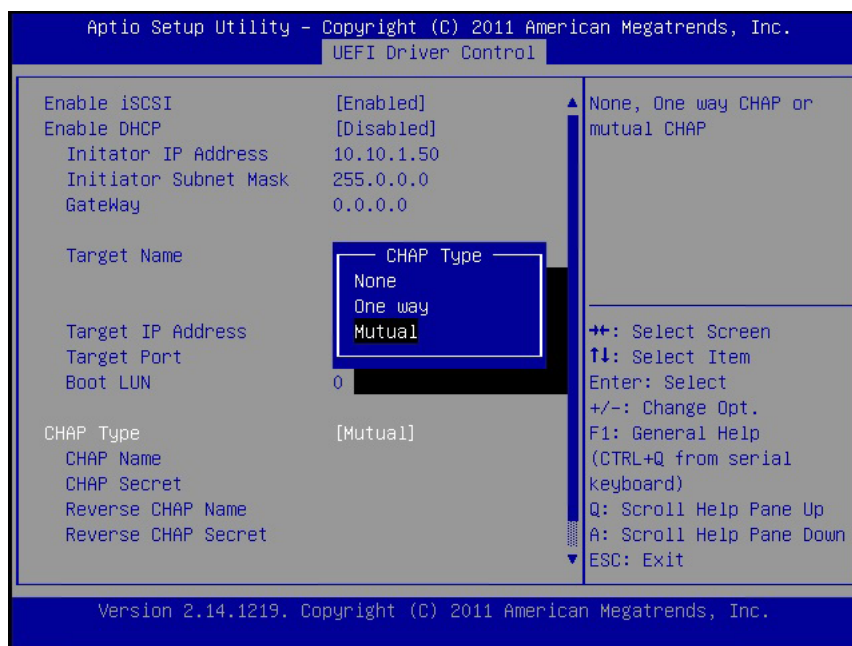 Aptio Setup Utility – Copyright (C) 2011 American Megatrends, Inc.
UEFI Driver Control
Enable iSCSI [Enabled]
Enable DHCP [Disabled]
Initator IP Address 10.10.1.50
Initiator Subnet Mask 255.0.0.0
GateWay 0.0.0.0
Target Name
Target IP Address
Target Port
Boot LUN 0
CHAP Type [Mutual]
CHAP Name
CHAP Secret
Reverse CHAP Name
Reverse CHAP Secret
CHAP Type
None
One way
Mutual
None, One way CHAP or
mutual CHAP
→←: Select Screen
↑↓: Select Item
Enter: Select
+/-: Change Opt.
F1: General Help
(CTRL+Q from serial
keyboard)
Q: Scroll Help Pane Up
A: Scroll Help Pane Down
ESC: Exit
Version 2.14.1219. Copyright (C) 2011 American Megatrends, Inc.